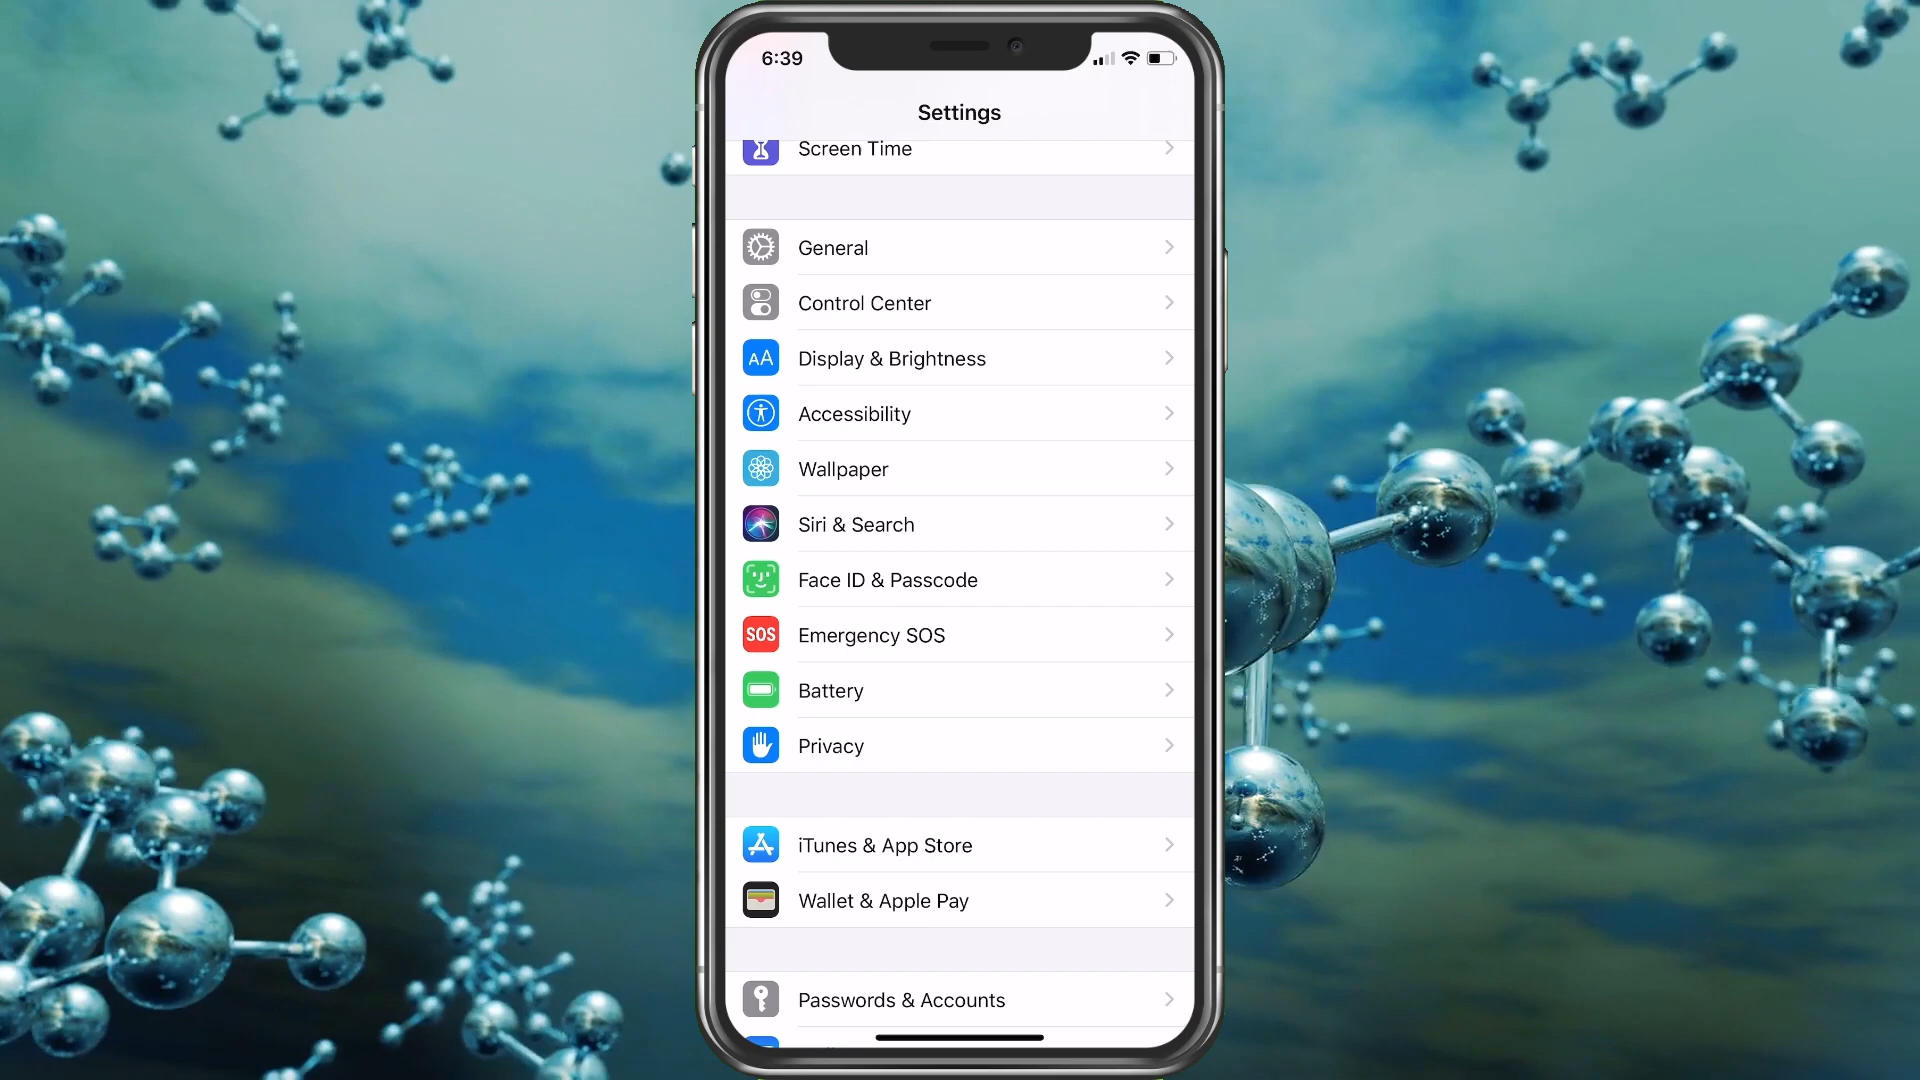 6:39
Settings
Screen Time
General
Control Center
AA
Display & Brightness
Accessibility
Wallpaper
Siri & Search
Face ID & Passcode
SOS
Emergency SOS
Battery
Privacy
iTunes & App Store
Wallet & Apple Pay
Passwords & Accounts